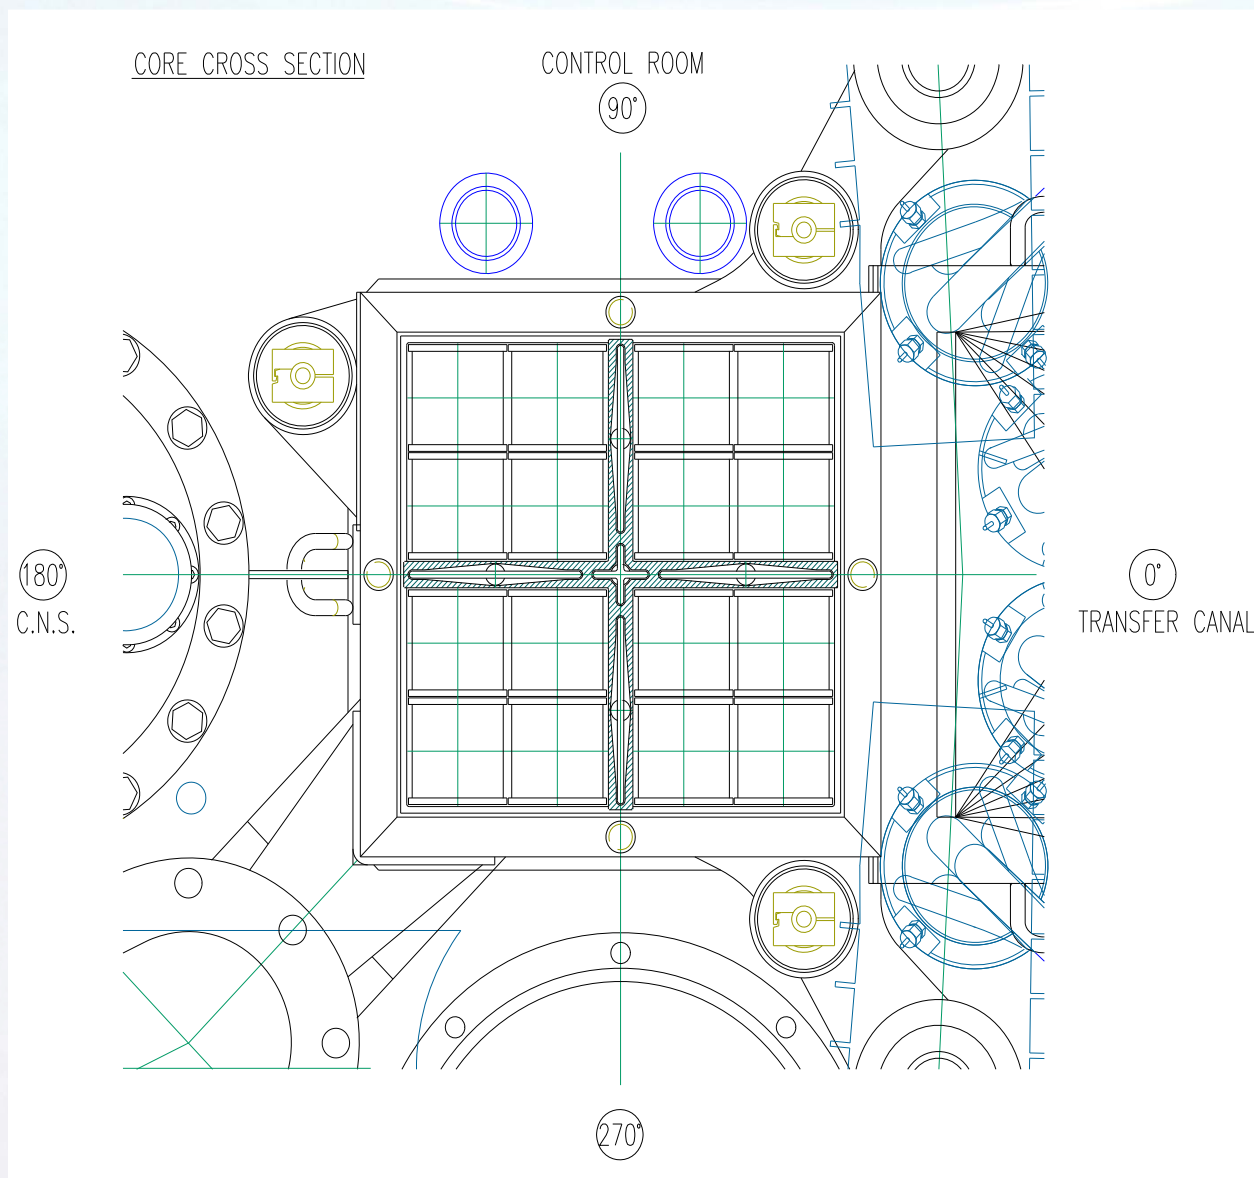 CORE CROSS SECTION
CONTROL ROOM
90°
180°
C.N.S.
0°
TRANSFER CANAL
270°